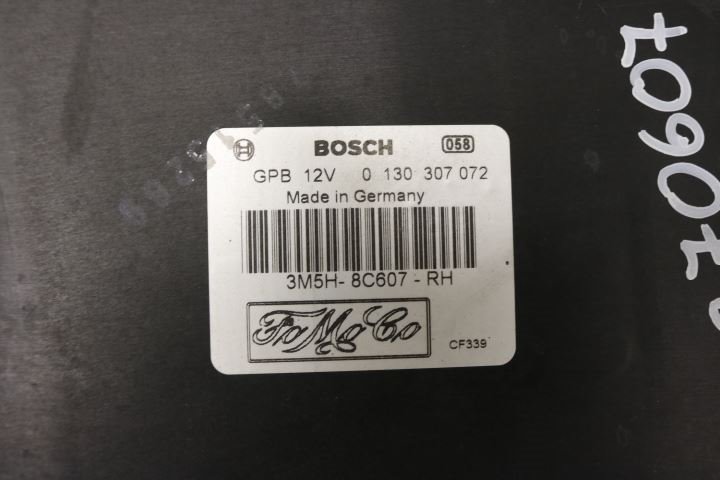 BOSCH 058
GPB 12V 0 130 307 072
Made in Germany
3M5H- 8C607 - RH
FoMoCo
CF339